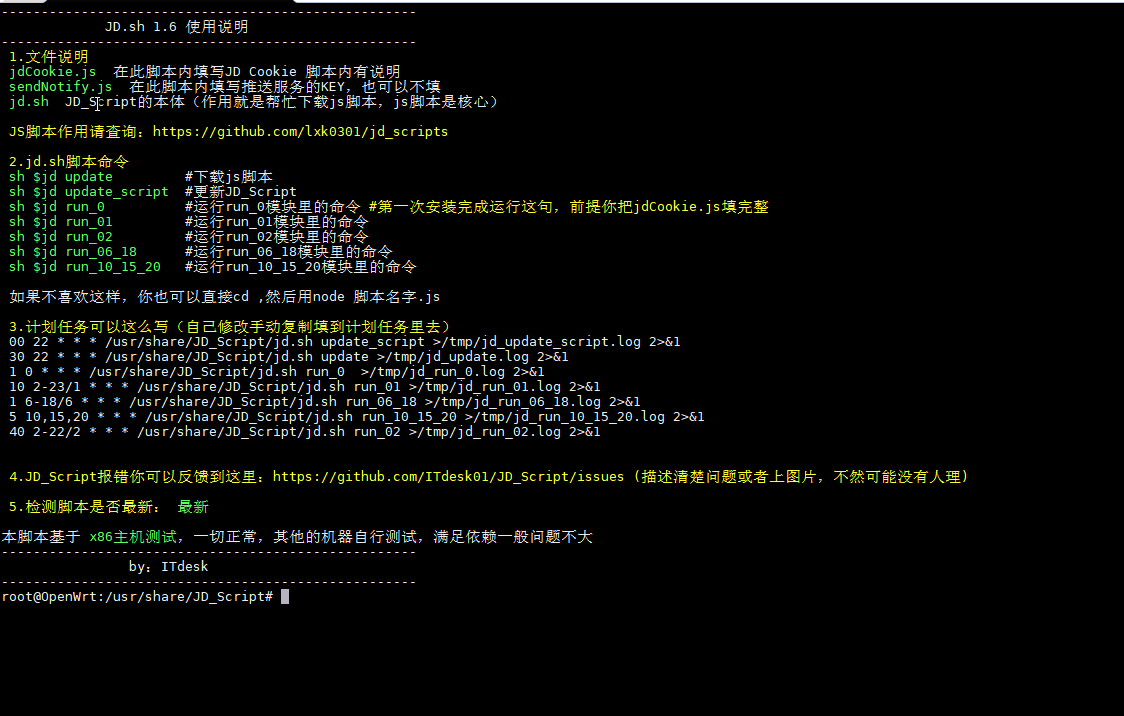 ------------------------------------------------------
JD.sh 1.6 使用说明
------------------------------------------------------
1.文件说明
jdCookie.js 在此脚本内填写JD Cookie 脚本内有说明
sendNotify.js 在此脚本内填写推送服务的KEY，也可以不填
jd.sh JD_Script的本体（作用就是帮忙下载js脚本，js脚本是核心）
JS脚本作用请查询：https://github.com/lxk0301/jd_scripts
2.jd.sh脚本命令
sh $jd update #下载js脚本
sh $jd update_script #更新JD_Script
sh $jd run_0 #运行run_0模块里的命令 #第一次安装完成运行这句，前提你把jdCookie.js填完整
sh $jd run_01 #运行run_01模块里的命令
sh $jd run_02 #运行run_02模块里的命令
sh $jd run_06_18 #运行run_06_18模块里的命令
sh $jd run_10_15_20 #运行run_10_15_20模块里的命令
如果不喜欢这样，你也可以直接cd ,然后用node 脚本名字.js
3.计划任务可以这么写（自己修改手动复制填到计划任务里去）
00 22 * * * /usr/share/JD_Script/jd.sh update_script >/tmp/jd_update_script.log 2>&1
30 22 * * * /usr/share/JD_Script/jd.sh update >/tmp/jd_update.log 2>&1
1 0 * * * /usr/share/JD_Script/jd.sh run_0  >/tmp/jd_run_0.log 2>&1
10 2-23/1 * * * /usr/share/JD_Script/jd.sh run_01 >/tmp/jd_run_01.log 2>&1
1 6-18/6 * * * /usr/share/JD_Script/jd.sh run_06_18 >/tmp/jd_run_06_18.log 2>&1
5 10,15,20 * * * /usr/share/JD_Script/jd.sh run_10_15_20 >/tmp/jd_run_10_15_20.log 2>&1
40 2-22/2 * * * /usr/share/JD_Script/jd.sh run_02 >/tmp/jd_run_02.log 2>&1
4.JD_Script报错你可以反馈到这里：https://github.com/ITdesk01/JD_Script/issues (描述清楚问题或者上图片，不然可能没有人理)
5.检测脚本是否最新： 最新
本脚本基于 x86主机测试，一切正常，其他的机器自行测试，满足依赖一般问题不大
------------------------------------------------------
by：ITdesk
------------------------------------------------------
root@OpenWrt:/usr/share/JD_Script#